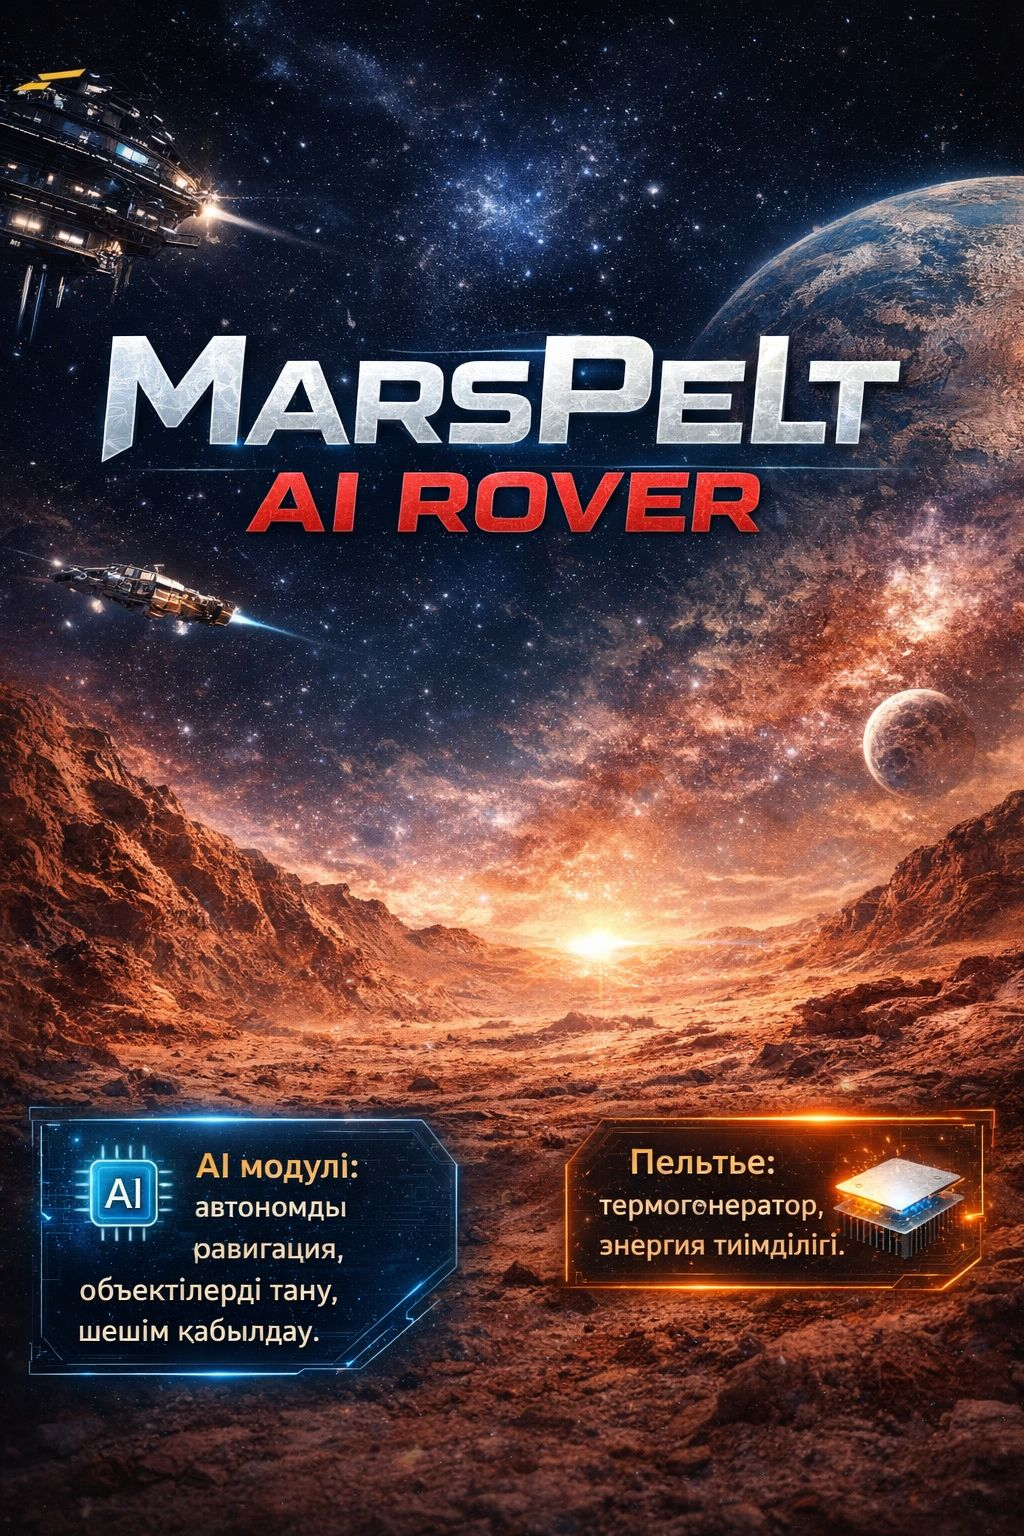 MARSPELT
AI ROVER
AI
AI модулі:
автономды
равигация,
объектілерді тану,
шешім қабылдау.
Пельтье:
термогонератор,
энергия тиімділігі.